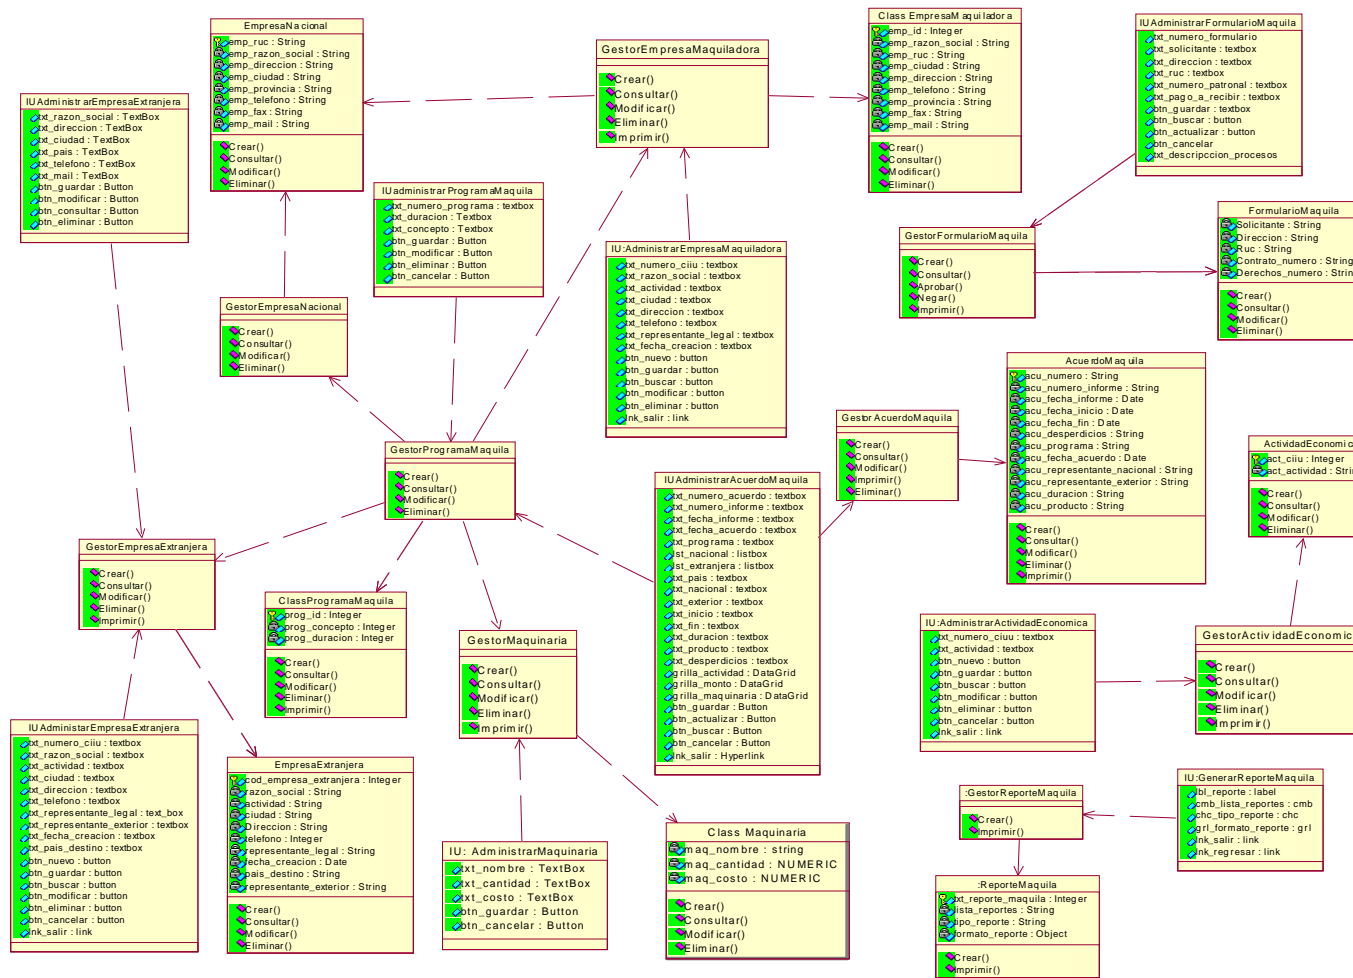 EmpresaNacional
emp_ruc : String
emp_razon_social : String
emp_direccion : String
emp_ciudad : String
emp_provincia : String
emp_telefono : String
emp_fax : String
emp_mail : String
Crear()
Consultar()
Modificar()
Eliminar()
GestorEmpresaMaquiladora
Crear()
Consultar()
Modificar()
Eliminar()
Imprimir()
Class EmpresaMaquiladora
emp_id : Integer
emp_razon_social : String
emp_ruc : String
emp_ciudad : String
emp_direccion : String
emp_telefono : String
emp_provincia : String
emp_fax : String
emp_mail : String
Crear()
Consultar()
Modificar()
Eliminar()
IUAdministrarFormularioMaquila
txt_numero_formulario
txt_solicitante : textbox
txt_direccion : textbox
txt_ruc : textbox
txt_numero_patronal : textbox
txt_pago_a_recibir : textbox
btn_guardar : textbox
btn_buscar : button
btn_actualizar : button
btn_cancelar
txt_descripccion_procesos
IUAdministrarEmpresaExtranjera
txt_razon_social : TextBox
txt_direccion : TextBox
txt_ciudad : TextBox
txt_pais : TextBox
txt_telefono : TextBox
txt_mail : TextBox
btn_guardar : Button
btn_modificar : Button
btn_consultar : Button
btn_eliminar : Button
IUadministrarProgramaMaquila
txt_numero_programa : textbox
txt_duracion : Textbox
txt_concepto : Textbox
btn_guardar : Button
btn_modificar : Button
btn_eliminar : Button
btn_cancelar : Button
IU:AdministrarEmpresaMaquiladora
txt_numero_ciiu : textbox
txt_razon_social : textbox
txt_actividad : textbox
txt_ciudad : textbox
txt_direccion : textbox
txt_telefono : textbox
txt_representante_legal : textbox
txt_fecha_creacion : textbox
btn_nuevo : button
btn_guardar : button
btn_buscar : button
btn_modificar : button
btn_eliminar : button
lnk_salir : link
GestorFormularioMaquila
Crear()
Consultar()
Aprobar()
Negar()
Imprimir()
FormularioMaquila
Solicitante : String
Direccion : String
Ruc : String
Contrato_numero : String
Derechos_numero : String
Crear()
Consultar()
Modificar()
Eliminar()
GestorEmpresaNacional
Crear()
Consultar()
Modificar()
Eliminar()
AcuerdoMaquila
acu_numero : String
acu_numero_informe : String
acu_fecha_informe : Date
acu_fecha_inicio : Date
acu_fecha_fin : Date
acu_desperdicios : String
acu_programa : String
acu_fecha_acuerdo : Date
acu_representante_nacional : String
acu_representante_exterior : String
acu_duracion : String
acu_producto : String
Crear()
Consultar()
Modificar()
Eliminar()
Imprimir()
GestorAcuerdoMaquila
Crear()
Consultar()
Modificar()
Imprimir()
Eliminar()
ActividadEconomic
act_ciiu : Integer
act_actividad : Strin
Crear()
Consultar()
Modificar()
Eliminar()
GestorProgramaMaquila
Crear()
Consultar()
Modificar()
Eliminar()
IUAdministrarAcuerdoMaquila
txt_numero_acuerdo : textbox
txt_numero_informe : textbox
txt_fecha_informe : textbox
txt_fecha_acuerdo : textbox
txt_programa : textbox
lst_nacional : listbox
lst_extranjera : listbox
txt_pais : textbox
txt_nacional : textbox
txt_exterior : textbox
txt_inicio : textbox
txt_fin : textbox
txt_duracion : textbox
txt_producto : textbox
txt_desperdicios : textbox
grilla_actividad : DataGrid
grilla_monto : DataGrid
grilla_maquinaria : DataGrid
btn_guardar : Button
btn_actualizar : Button
btn_buscar : Button
btn_cancelar : Button
lnk_salir : Hyperlink
GestorEmpresaExtranjera
Crear()
Consultar()
Modificar()
Eliminar()
Imprimir()
ClassProgramaMaquila
prog_id : Integer
prog_concepto : Integer
prog_duracion : Integer
Crear()
Consultar()
Modificar()
Eliminar()
Imprimir()
GestorMaquinaria
Crear()
Consultar()
Modificar()
Eliminar()
Imprimir()
IU:AdministrarActividadEconomica
txt_numero_ciuu : textbox
txt_actividad : textbox
btn_nuevo : button
btn_guardar : button
btn_buscar : button
btn_modificar : button
btn_eliminar : button
btn_cancelar : button
lnk_salir : link
GestorActividadEconomic
Crear()
Consultar()
Modificar()
Eliminar()
Imprimir()
IUAdministarEmpresaExtranjera
txt_numero_ciiu : textbox
txt_razon_social : textbox
txt_actividad : textbox
txt_ciudad : textbox
txt_direccion : textbox
txt_telefono : textbox
txt_representante_legal : text_box
txt_representante_exterior : textbox
txt_fecha_creacion : textbox
txt_pais_destino : textbox
btn_nuevo : button
btn_guardar : button
btn_buscar : button
btn_modificar : button
btn_eliminar : button
btn_cancelar : button
lnk_salir : link
EmpresaExtranjera
cod_empresa_extranjera : Integer
razon_social : String
actividad : String
ciudad : String
Direccion : String
telefono : Integer
representante_legal : String
fecha_creacion : Date
pais_destino : String
representante_exterior : String
Crear()
Consultar()
Modificar()
Eliminar()
IU: AdministrarMaquinaria
txt_nombre : TextBox
txt_cantidad : TextBox
txt_costo : TextBox
btn_guardar : Button
btn_cancelar : Button
Class Maquinaria
maq_nombre : string
maq_cantidad : NUMERIC
maq_costo : NUMERIC
Crear()
Consultar()
Modificar()
Eliminar()
:GestorReporteMaquila
Crear()
Imprimir()
IU:GenerarReporteMaquila
lbl_reporte : label
cmb_lista_reportes : cmb
chc_tipo_reporte : chc
grl_formato_reporte : grl
lnk_salir : link
lnk_regresar : link
:ReporteMaquila
txt_reporte_maquila : Integer
lista_reportes : String
tipo_reporte : String
formato_reporte : Object
Crear()
Imprimir()